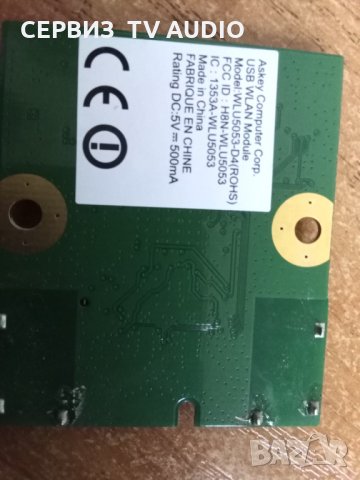 СЕРВИЗ TV AUDIO
Askey Computer Corp.
USB WLAN Module
Model:WLU5053-D4(ROHS)
FCC ID : H8N-WLU5053
IC : 1353A-WLU5053
Made in China
FABRIQUE EN CHINE
Rating DC:5V⎓500mA
CE
BAZAR